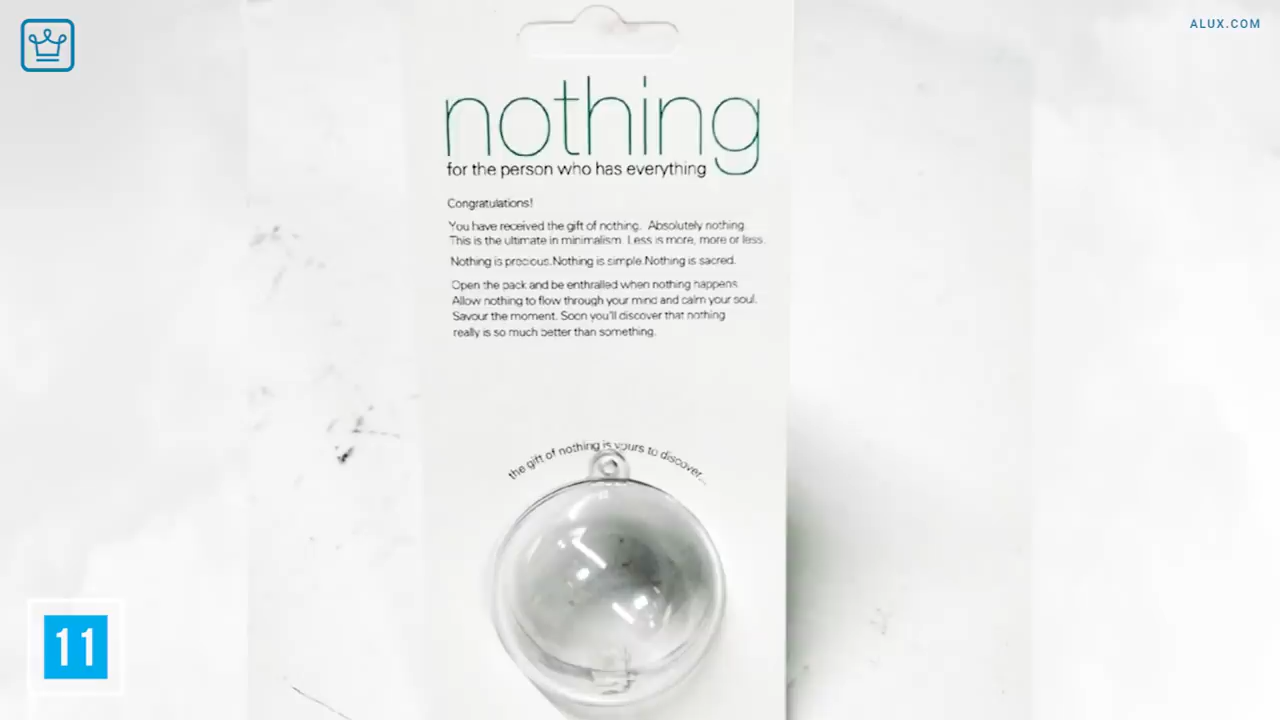 ALUX.COM
nothing
for the person who has everything
Congratulations!
You have received the gift of nothing. Absolutely nothing.
This is the ultimate in minimalism. Less is more, more or less.
Nothing is precious. Nothing is simple. Nothing is sacred.
Open the pack and be enthralled when nothing happens.
Allow nothing to flow through your mind and calm your soul.
Savour the moment. Soon you'll discover that nothing
really is so much better than something.
the gift of nothing is yours to discover...
11